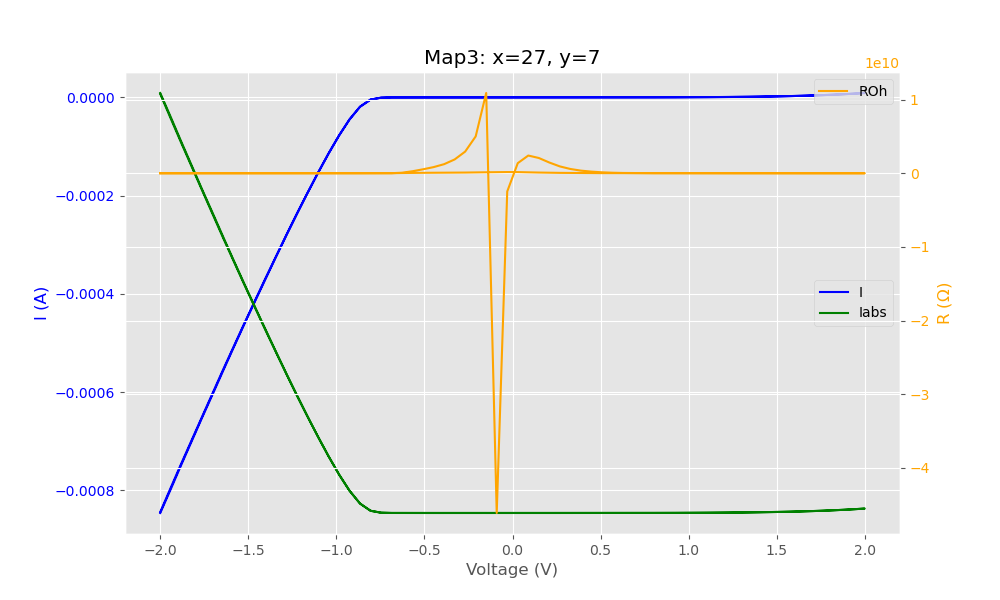 Map3: x=27, y=7
1e10
ROh
0.0000
−0.0002
−0.0004
−0.0006
−0.0008
I (A)
1
0
−1
−2
−3
−4
R (Ω)
I
Iabs
−2.0
−1.5
−1.0
−0.5
0.0
0.5
1.0
1.5
2.0
Voltage (V)